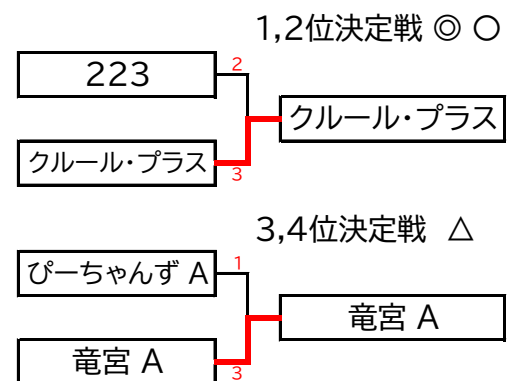 1,2位決定戦 ◎ ○
223
2
クルール・プラス
クルール・プラス
3
3,4位決定戦 △
ぴーちゃんず A
1
竜宮 A
竜宮 A
3